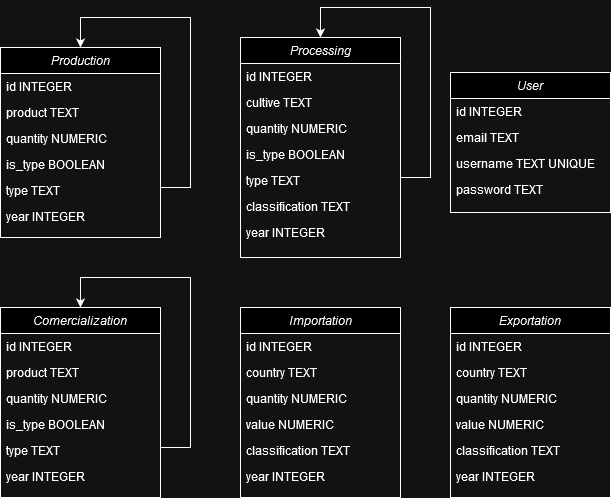 Production
id INTEGER
product TEXT
quantity NUMERIC
is_type BOOLEAN
type TEXT
year INTEGER
Processing
id INTEGER
cultive TEXT
quantity NUMERIC
is_type BOOLEAN
type TEXT
classification TEXT
year INTEGER
User
id INTEGER
email TEXT
username TEXT UNIQUE
password TEXT
Comercialization
id INTEGER
product TEXT
quantity NUMERIC
is_type BOOLEAN
type TEXT
year INTEGER
Importation
id INTEGER
country TEXT
quantity NUMERIC
value NUMERIC
classification TEXT
year INTEGER
Exportation
id INTEGER
country TEXT
quantity NUMERIC
value NUMERIC
classification TEXT
year INTEGER